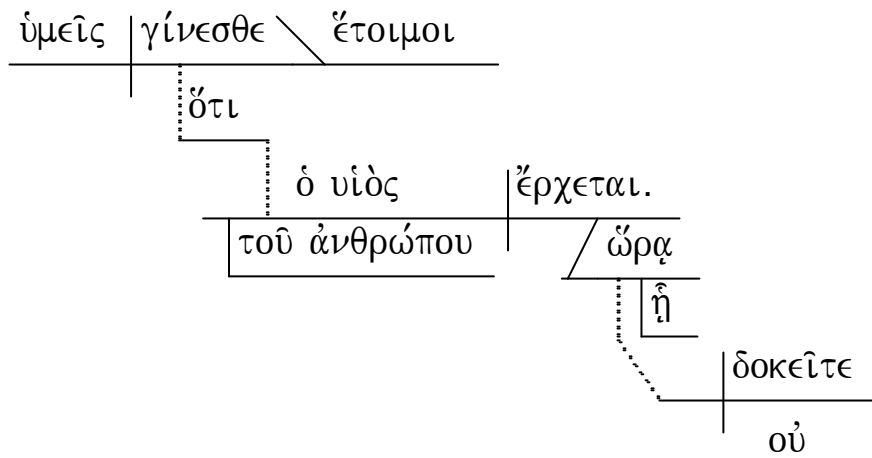 ὑμεῖς γίνεσθε ἕτοιμοι
ὅτι
ὁ υἱὸς ἔρχεται.
τοῦ ἀνθρώπου ὥρᾳ
ᾗ
δοκεῖτε
οὐ